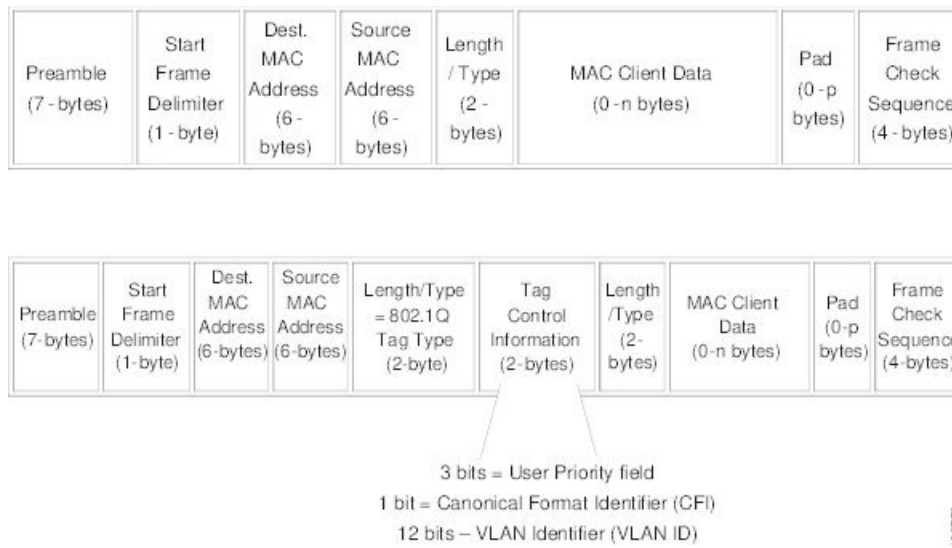 Preamble
(7 - bytes)
Start
Frame
Delimiter
(1 - byte)
Dest.
MAC
Address
(6 -
bytes)
Source
MAC
Address
(6 -
bytes)
Length
/ Type
(2 -
bytes)
MAC Client Data
(0 -n bytes)
Pad
(0 -p
bytes)
Frame
Check
Sequence
(4 - bytes)
Preamble
(7-bytes)
Start
Frame
Delimiter
(1-byte)
Dest.
MAC
Address
(6-bytes)
Source
MAC
Address
(6-bytes)
Length/Type
= 802.1Q
Tag Type
(2-byte)
Tag
Control
Information
(2-bytes)
Length
/Type
(2-
bytes)
MAC Client
Data
(0-n bytes)
Pad
(0-p
bytes)
Frame
Check
Sequence
(4-bytes)
3 bits = User Priority field
1 bit = Canonical Format Identifier (CFI)
12 bits – VLAN Identifier (VLAN ID)